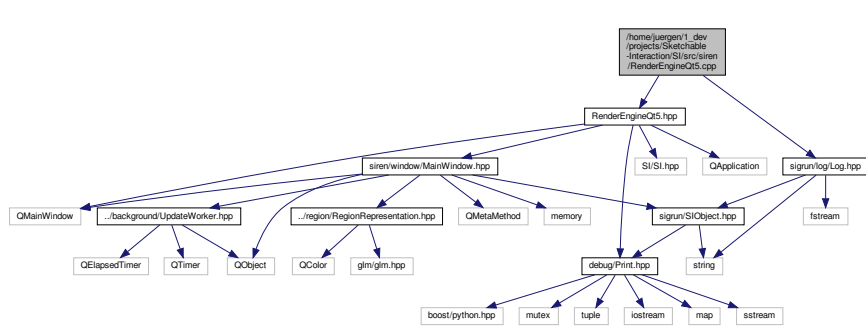 /home/juergen/1_dev
/projects/Sketchable
-Interaction/SI/src/siren
/RenderEngineQt5.cpp
RenderEngineQt5.hpp
siren/window/MainWindow.hpp
SI/SI.hpp
QApplication
sigrun/log/Log.hpp
QMainWindow
../background/UpdateWorker.hpp
../region/RegionRepresentation.hpp
QMetaMethod
memory
sigrun/SIObject.hpp
fstream
QElapsedTimer
QTimer
QObject
QColor
glm/glm.hpp
debug/Print.hpp
string
boost/python.hpp
mutex
tuple
iostream
map
sstream